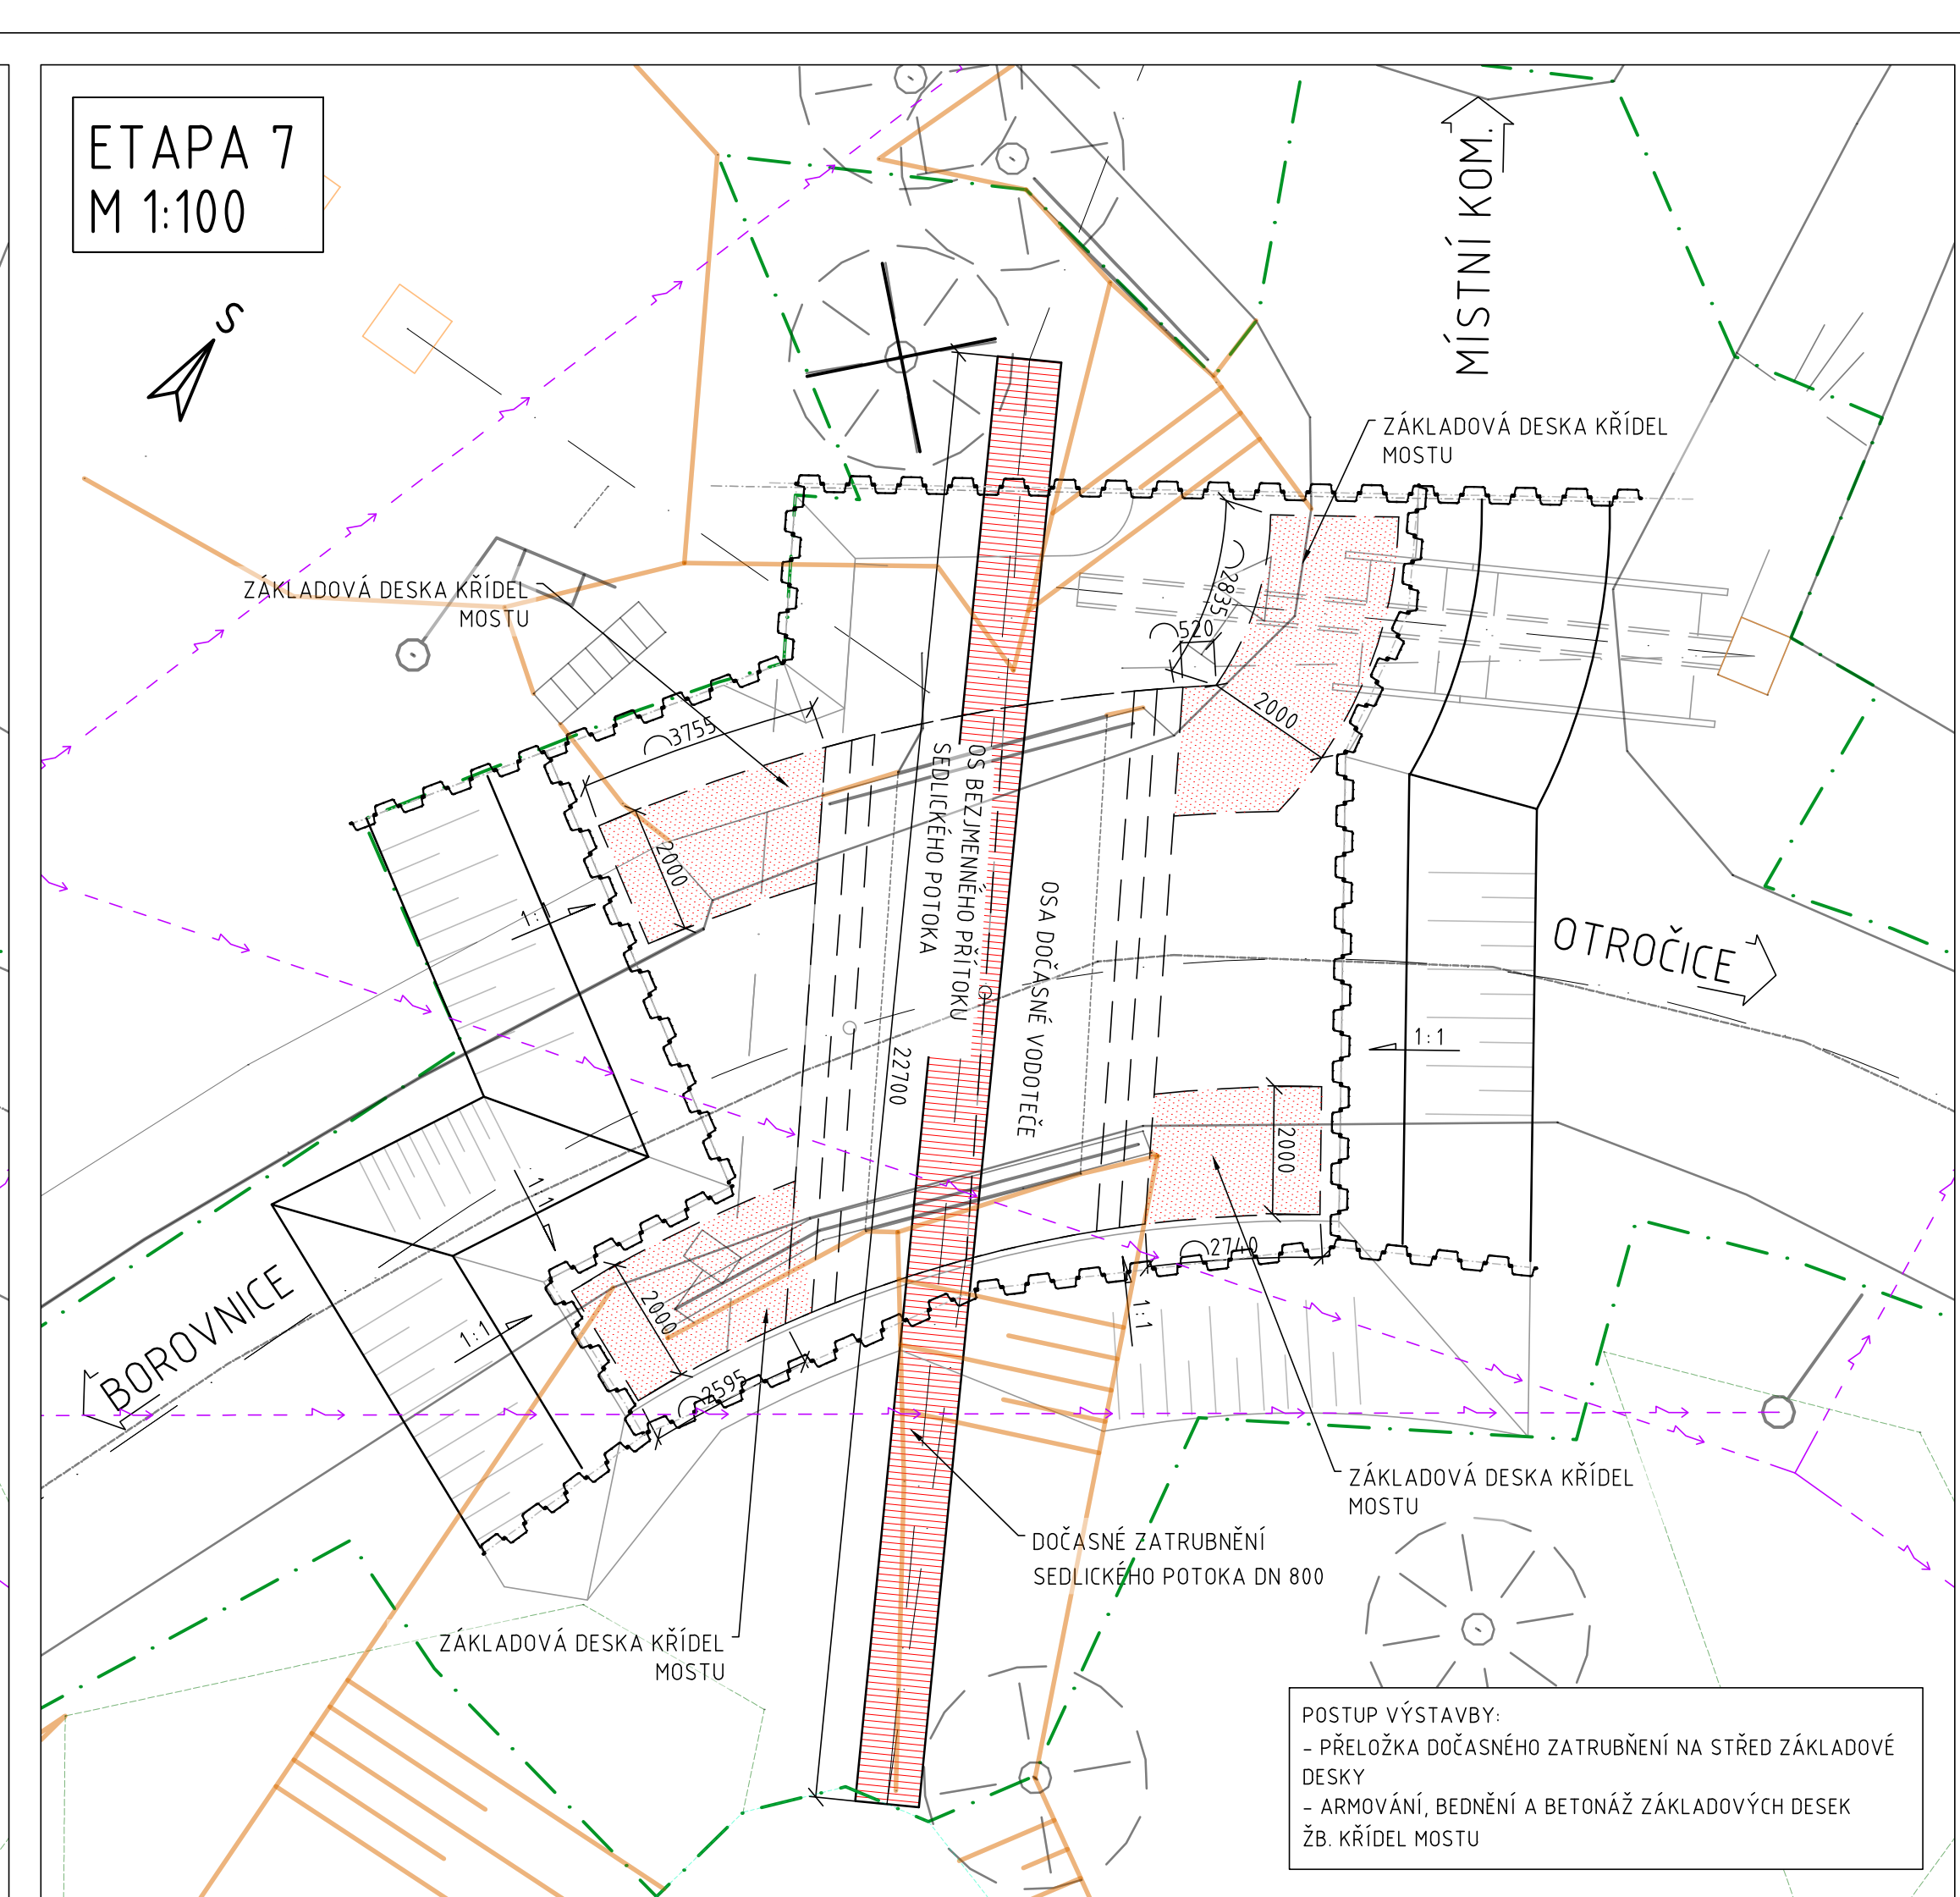 ETAPA 7
M 1:100
S
MÍSTNÍ KOM.
ZÁKLADOVÁ DESKA KŘÍDEL
MOSTU
ZÁKLADOVÁ DESKA KŘÍDEL
MOSTU
2835
520
2000
3755
2000
OS BEZJMENNÉHO PŘÍTOKU
SEDLICKÉHO POTOKA
OSA DOČASNÉ VODOTEČE
22700
OTROČICE
1:1
1:1
2000
2740
1:1
BOROVNICE
1:1
2000
2595
ZÁKLADOVÁ DESKA KŘÍDEL
MOSTU
DOČASNÉ ZATRUBNĚNÍ
SEDLICKÉHO POTOKA DN 800
ZÁKLADOVÁ DESKA KŘÍDEL
MOSTU
POSTUP VÝSTAVBY:
- PŘELOŽKA DOČASNÉHO ZATRUBŇENÍ NA STŘED ZÁKLADOVÉ
DESKY
- ARMOVÁNÍ, BEDNĚNÍ A BETONÁŽ ZÁKLADOVÝCH DESEK
ŽB. KŘÍDEL MOSTU